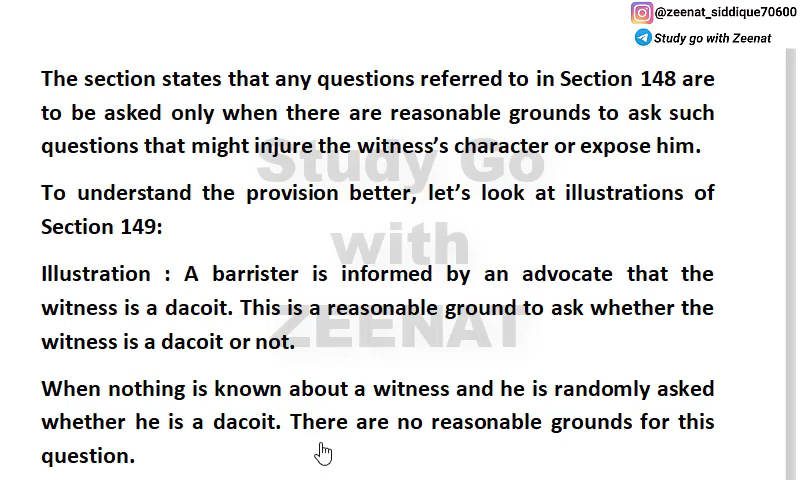 @zeenat_siddique70600
Study go with Zeenat
The section states that any questions referred to in Section 148 are
to be asked only when there are reasonable grounds to ask such
questions that might injure the witness’s character or expose him.
Study Go
To understand the provision better, let’s look at illustrations of
Section 149:
with
Illustration : A barrister is informed by an advocate that the
witness is a dacoit. This is a reasonable ground to ask whether the
ZEENAT
witness is a dacoit or not.
When nothing is known about a witness and he is randomly asked
whether he is a dacoit. There are no reasonable grounds for this
question.